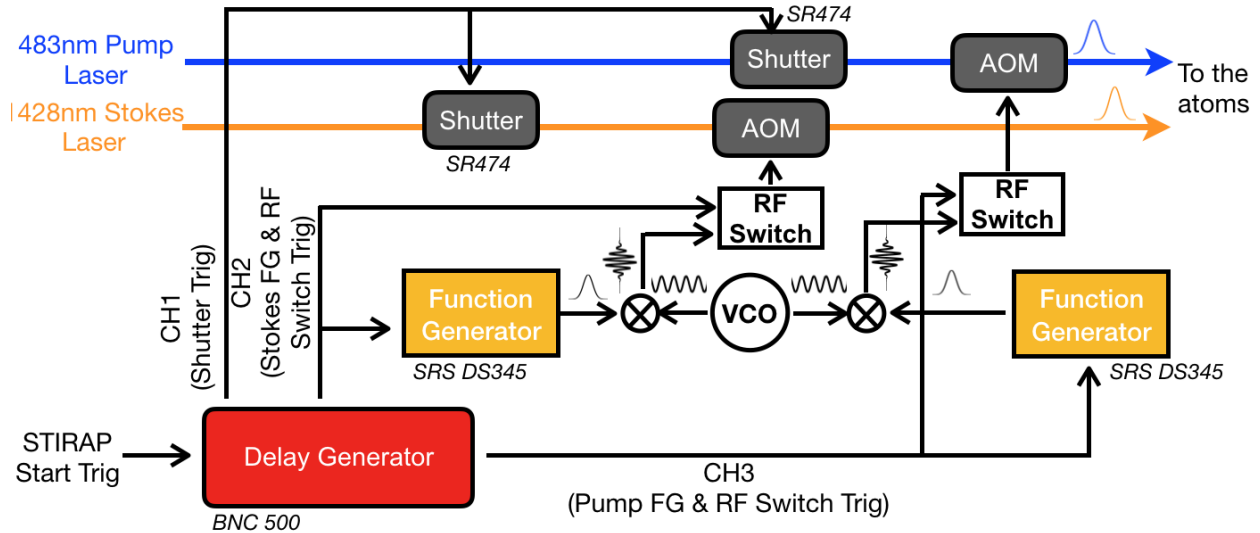 SR474
483nm Pump
Laser
Shutter
AOM
To the
atoms
1428nm Stokes
Laser
Shutter
SR474
AOM
RF
Switch
RF
Switch
CH1
(Shutter Trig)
CH2
(Stokes FG & RF
Switch Trig)
Function
Generator
SRS DS345
VCO
Function
Generator
SRS DS345
STIRAP
Start Trig
Delay Generator
BNC 500
CH3
(Pump FG & RF Switch Trig)